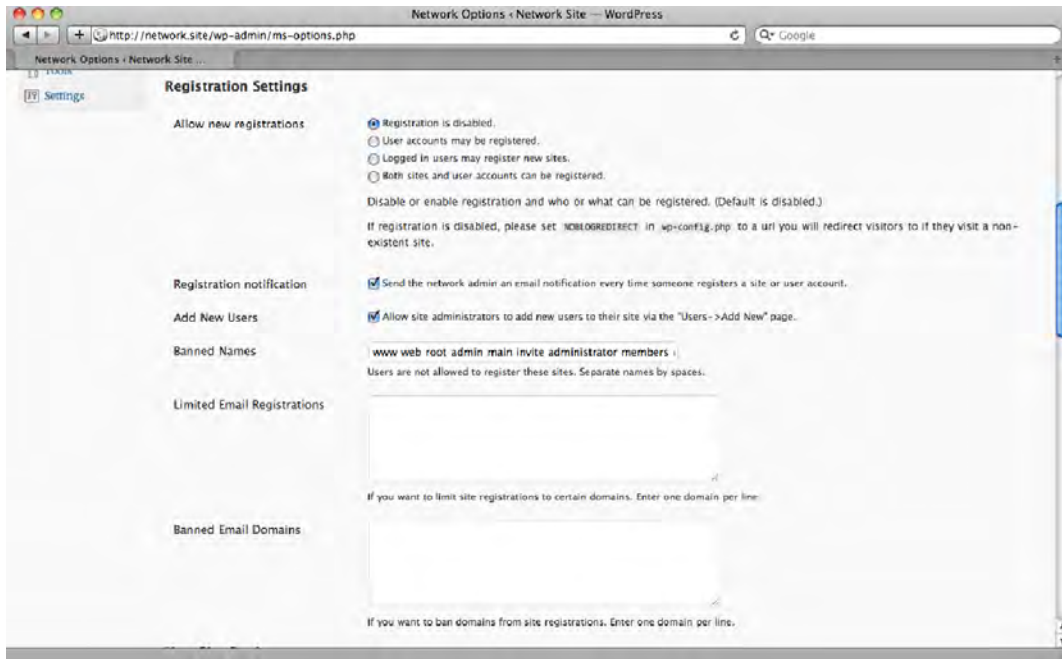 Network Options ‹ Network Site — WordPress
http://network.site/wp-admin/ms-options.php
Google
Network Options ‹ Network Site ...
Tools
Settings
Registration Settings
Allow new registrations
Registration is disabled.
User accounts may be registered.
Logged in users may register new sites.
Both sites and user accounts can be registered.
Disable or enable registration and who or what can be registered. (Default is disabled.)
If registration is disabled, please set NOBLOGREDIRECT in wp-config.php to a url you will redirect visitors to if they visit a non-
existent site.
Registration notification
Send the network admin an email notification every time someone registers a site or user account.
Add New Users
Allow site administrators to add new users to their site via the "Users->Add New" page.
Banned Names
www web root admin main invite administrator members
Users are not allowed to register these sites. Separate names by spaces.
Limited Email Registrations
If you want to limit site registrations to certain domains. Enter one domain per line.
Banned Email Domains
If you want to ban domains from site registrations. Enter one domain per line.